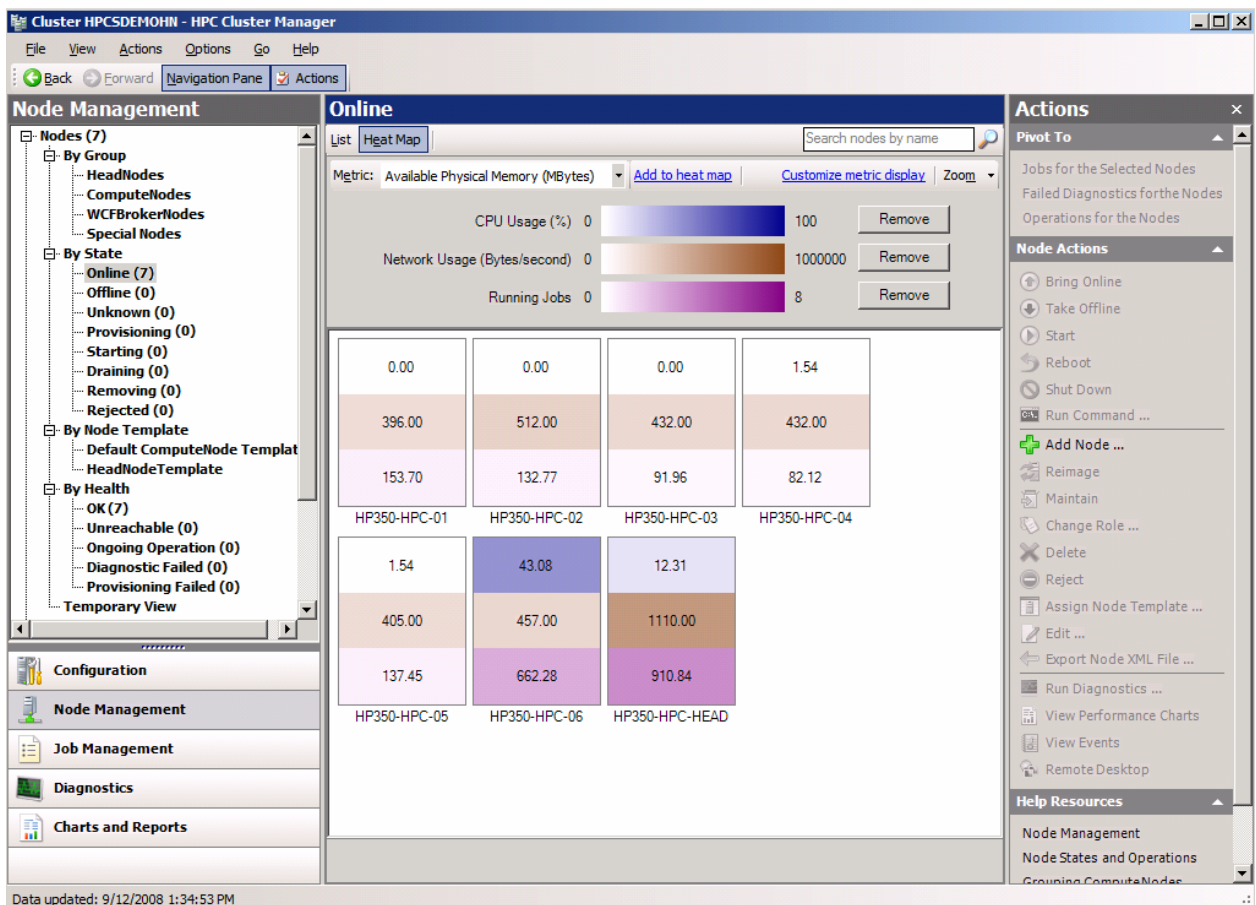 Cluster HPCSDEMOHN - HPC Cluster Manager
File View Actions Options Go Help
Back Forward Navigation Pane Actions
Node Management
Nodes (7)
By Group
HeadNodes
ComputeNodes
WCFBrokerNodes
Special Nodes
By State
Online (7)
Offline (0)
Unknown (0)
Provisioning (0)
Starting (0)
Draining (0)
Removing (0)
Rejected (0)
By Node Template
Default ComputeNode Templat
HeadNodeTemplate
By Health
OK (7)
Unreachable (0)
Ongoing Operation (0)
Diagnostic Failed (0)
Provisioning Failed (0)
Temporary View
Configuration
Node Management
Job Management
Diagnostics
Charts and Reports
Online
List Heat Map Search nodes by name
Metric: Available Physical Memory (MBytes) Add to heat map Customize metric display Zoom
CPU Usage (%) 0 100 Remove
Network Usage (Bytes/second) 0 1000000 Remove
Running Jobs 0 8 Remove
0.00 0.00 0.00 1.54
396.00 512.00 432.00 432.00
153.70 132.77 91.96 82.12
HP350-HPC-01 HP350-HPC-02 HP350-HPC-03 HP350-HPC-04
1.54 43.08 12.31
405.00 457.00 1110.00
137.45 662.28 910.84
HP350-HPC-05 HP350-HPC-06 HP350-HPC-HEAD
Actions
Pivot To
Jobs for the Selected Nodes
Failed Diagnostics forthe Nodes
Operations for the Nodes
Node Actions
Bring Online
Take Offline
Start
Reboot
Shut Down
Run Command ...
Add Node ...
Reimage
Maintain
Change Role ...
Delete
Reject
Assign Node Template ...
Edit ...
Export Node XML File ...
Run Diagnostics ...
View Performance Charts
View Events
Remote Desktop
Help Resources
Node Management
Node States and Operations
Grouping ComputeNodes
Data updated: 9/12/2008 1:34:53 PM